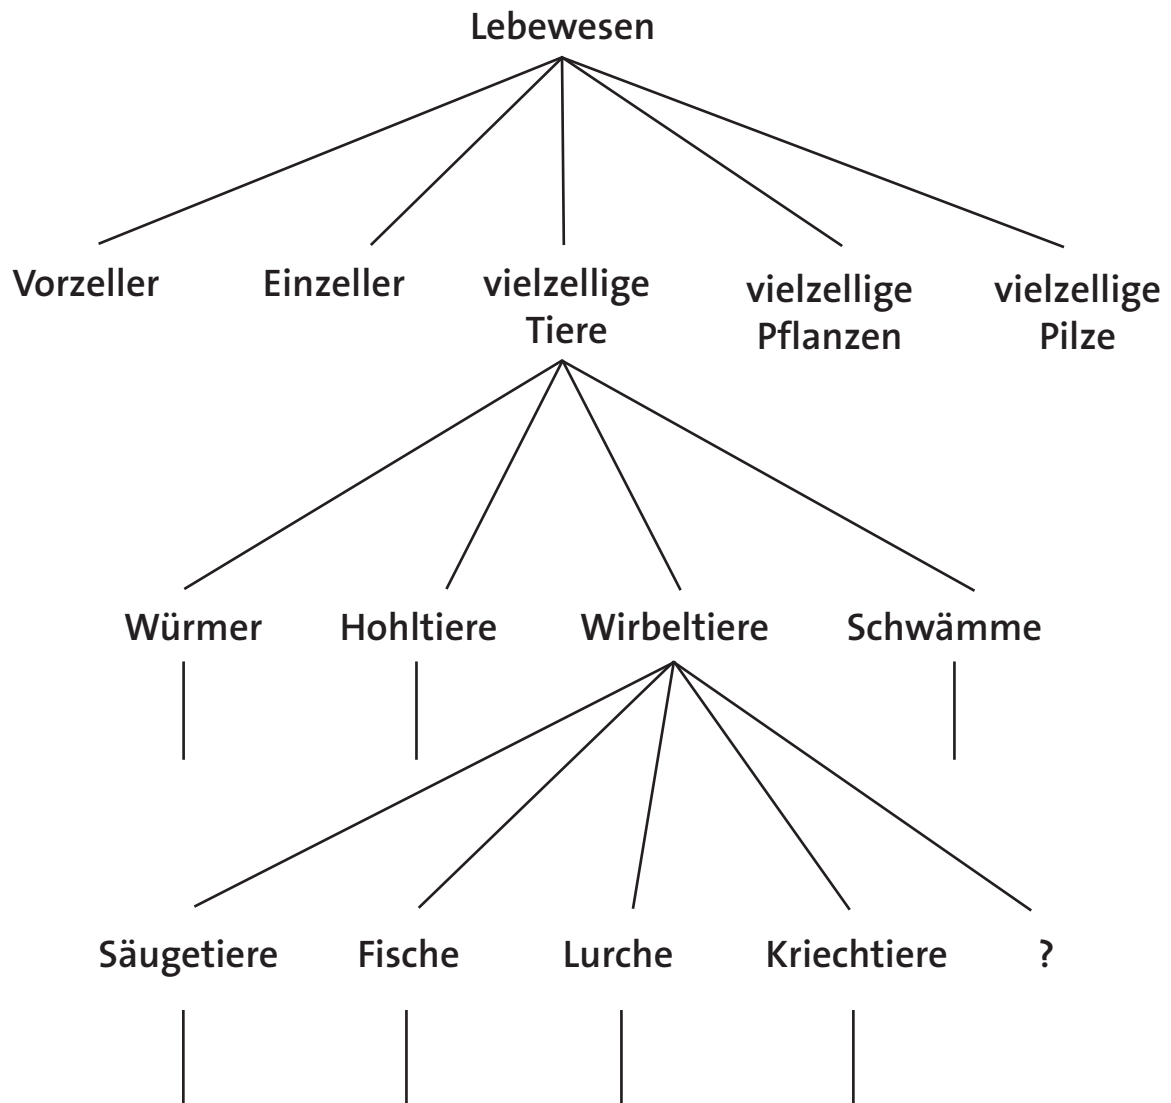 Lebewesen
Vorzeller
Einzeller
vielzellige
Tiere
vielzellige
Pflanzen
vielzellige
Pilze
Würmer
Hohltiere
Wirbeltiere
Schwämme
Säugetiere
Fische
Lurche
Kriechtiere
?